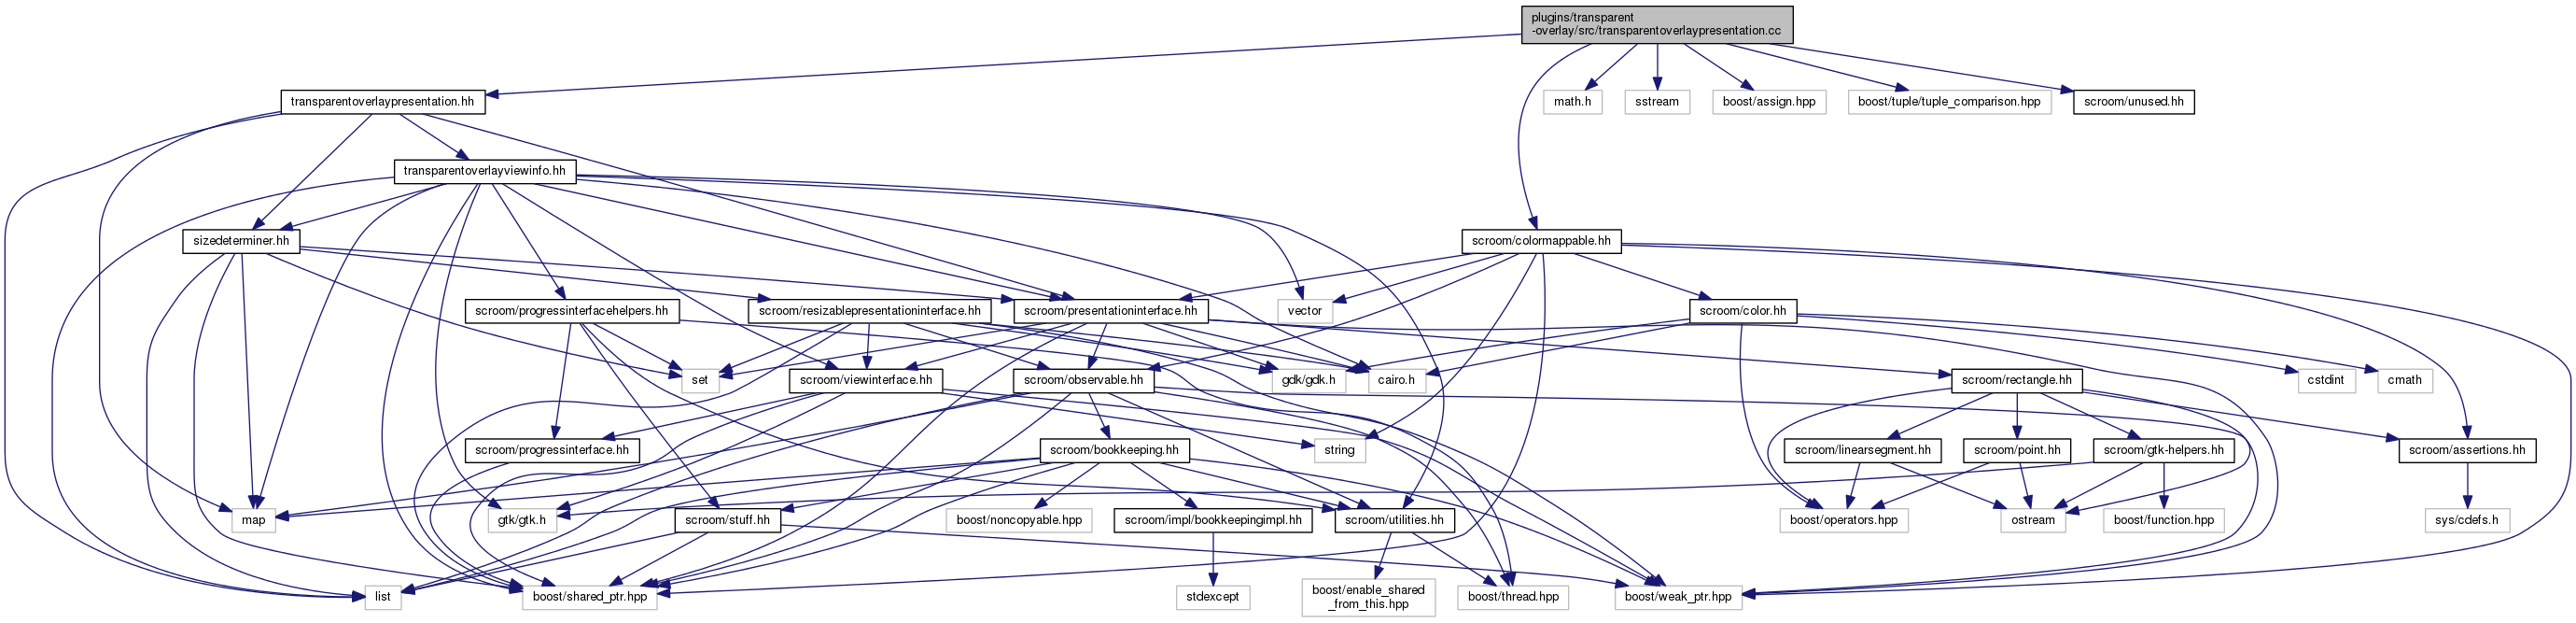 plugins/transparent
-overlay/src/transparentoverlaypresentation.cc
transparentoverlaypresentation.hh
math.h
sstream
boost/assign.hpp
boost/tuple/tuple_comparison.hpp
scroom/unused.hh
transparentoverlayviewinfo.hh
sizedeterminer.hh
scroom/colormappable.hh
scroom/progressinterfacehelpers.hh
scroom/resizablepresentationinterface.hh
scroom/presentationinterface.hh
vector
scroom/color.hh
set
scroom/viewinterface.hh
scroom/observable.hh
gdk/gdk.h
cairo.h
scroom/rectangle.hh
cstdint
cmath
scroom/progressinterface.hh
scroom/bookkeeping.hh
string
scroom/linearsegment.hh
scroom/point.hh
scroom/gtk-helpers.hh
scroom/assertions.hh
map
gtk/gtk.h
scroom/stuff.hh
boost/noncopyable.hpp
scroom/impl/bookkeepingimpl.hh
scroom/utilities.hh
boost/operators.hpp
ostream
boost/function.hpp
sys/cdefs.h
list
boost/shared_ptr.hpp
stdexcept
boost/enable_shared
_from_this.hpp
boost/thread.hpp
boost/weak_ptr.hpp